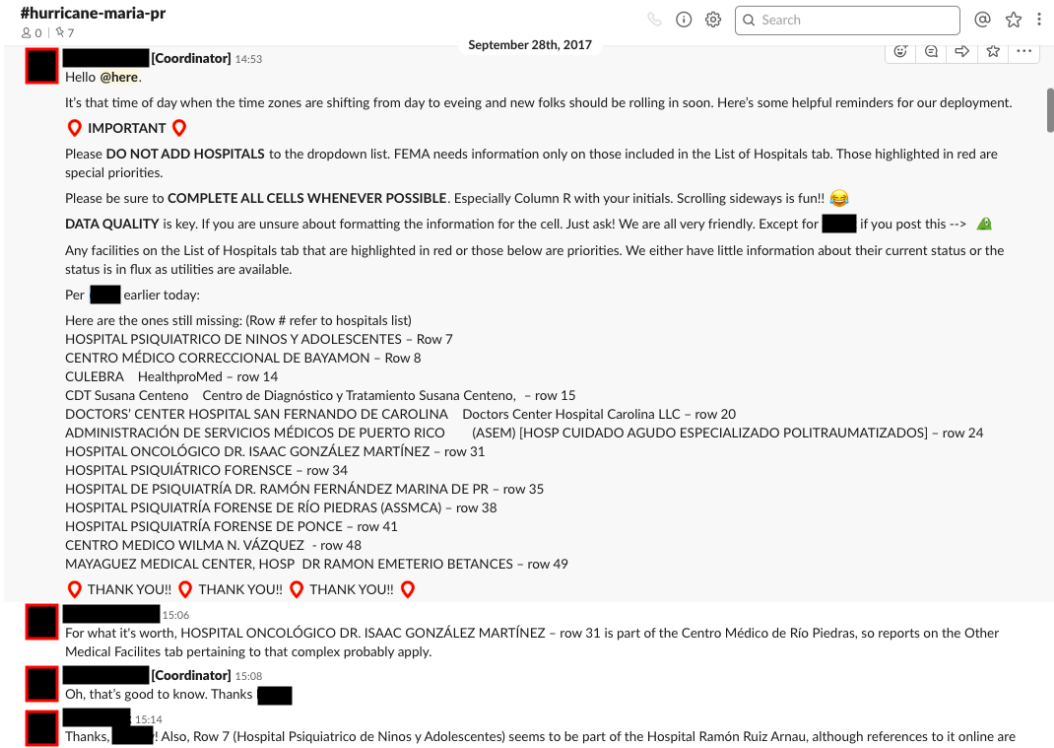 #hurricane-maria-pr
0 | 7
Search
September 28th, 2017
[Coordinator] 14:53
Hello @here.
It's that time of day when the time zones are shifting from day to eveing and new folks should be rolling in soon. Here's some helpful reminders for our deployment.
IMPORTANT
Please DO NOT ADD HOSPITALS to the dropdown list. FEMA needs information only on those included in the List of Hospitals tab. Those highlighted in red are
special priorities.
Please be sure to COMPLETE ALL CELLS WHENEVER POSSIBLE. Especially Column R with your initials. Scrolling sideways is fun!! 😂
DATA QUALITY is key. If you are unsure about formatting the information for the cell. Just ask! We are all very friendly. Except for if you post this -->
Any facilities on the List of Hospitals tab that are highlighted in red or those below are priorities. We either have little information about their current status or the
status is in flux as utilities are available.
Per earlier today:
Here are the ones still missing: (Row # refer to hospitals list)
HOSPITAL PSIQUIATRICO DE NINOS Y ADOLESCENTES – Row 7
CENTRO MÉDICO CORRECCIONAL DE BAYAMON – Row 8
CULEBRA HealthproMed – row 14
CDT Susana Centeno Centro de Diagnóstico y Tratamiento Susana Centeno, – row 15
DOCTORS' CENTER HOSPITAL SAN FERNANDO DE CAROLINA Doctors Center Hospital Carolina LLC – row 20
ADMINISTRACIÓN DE SERVICIOS MÉDICOS DE PUERTO RICO (ASEM) [HOSP CUIDADO AGUDO ESPECIALIZADO POLITRAUMATIZADOS] – row 24
HOSPITAL ONCOLÓGICO DR. ISAAC GONZÁLEZ MARTÍNEZ – row 31
HOSPITAL PSIQUIÁTRICO FORENSCE – row 34
HOSPITAL DE PSIQUIATRÍA DR. RAMÓN FERNÁNDEZ MARINA DE PR – row 35
HOSPITAL PSIQUIATRÍA FORENSE DE RÍO PIEDRAS (ASSMCA) – row 38
HOSPITAL PSIQUIATRÍA FORENSE DE PONCE – row 41
CENTRO MEDICO WILMA N. VÁZQUEZ - row 48
MAYAGUEZ MEDICAL CENTER, HOSP DR RAMON EMETERIO BETANCES – row 49
THANK YOU!! THANK YOU!! THANK YOU!!
15:06
For what it's worth, HOSPITAL ONCOLÓGICO DR. ISAAC GONZÁLEZ MARTÍNEZ – row 31 is part of the Centro Médico de Río Piedras, so reports on the Other
Medical Facilites tab pertaining to that complex probably apply.
[Coordinator] 15:08
Oh, that's good to know. Thanks
15:14
Thanks, ! Also, Row 7 (Hospital Psiquiatrico de Ninos y Adolescentes) seems to be part of the Hospital Ramón Ruiz Arnau, although references to it online are